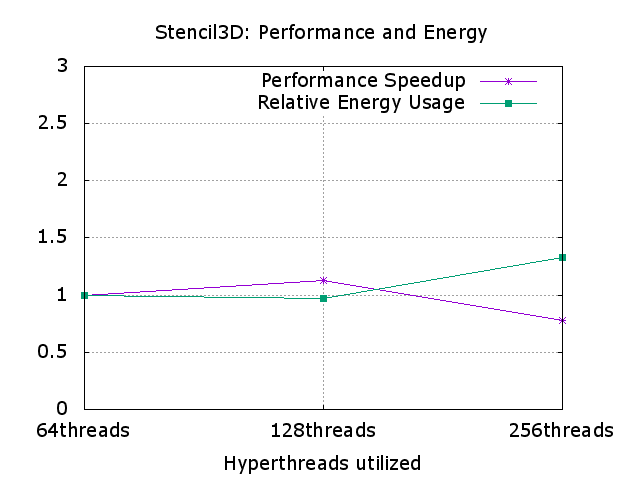 Stencil3D: Performance and Energy
3
Performance Speedup
Relative Energy Usage
2.5
2
1.5
1
0.5
0
64threads 128threads 256threads
Hyperthreads utilized